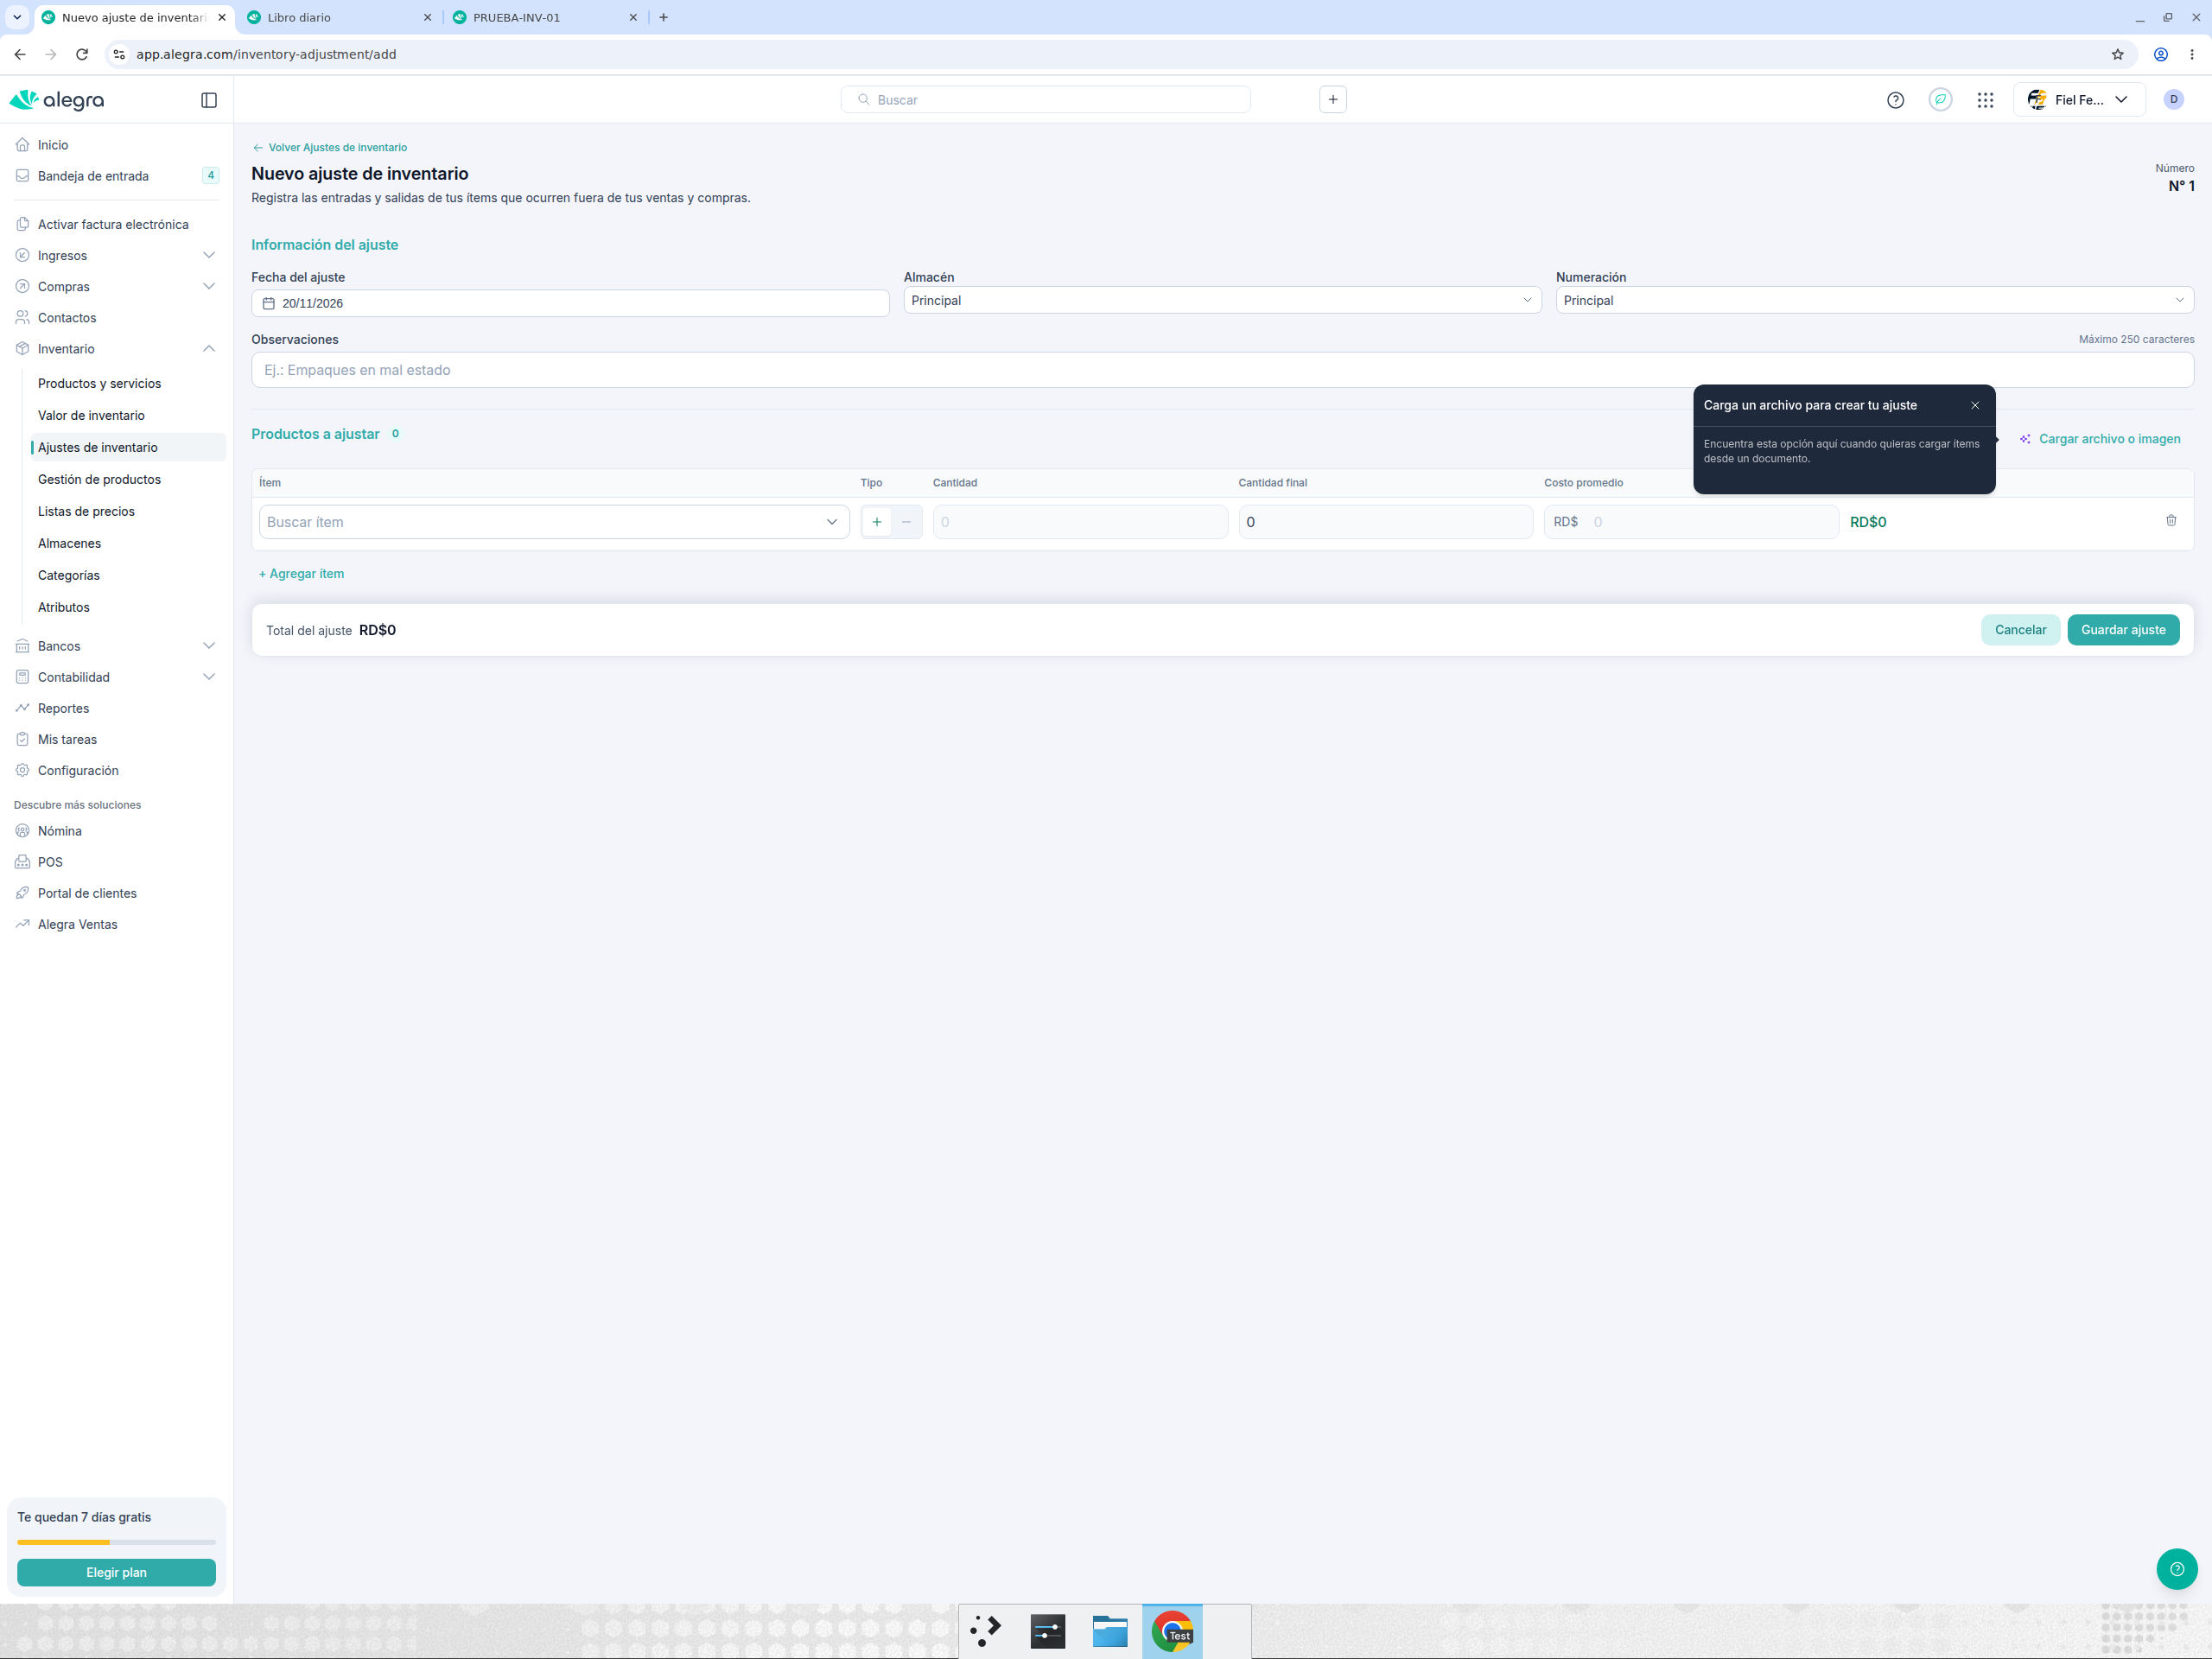 Nuevo ajuste de inventari
Libro diario
PRUEBA-INV-01
app.alegra.com/inventory-adjustment/add
alegra
Buscar
Fiel Fe...
D
Inicio
Bandeja de entrada
4
Activar factura electrónica
Ingresos
Compras
Contactos
Inventario
Productos y servicios
Valor de inventario
Ajustes de inventario
Gestión de productos
Listas de precios
Almacenes
Categorías
Atributos
Bancos
Contabilidad
Reportes
Mis tareas
Configuración
Descubre más soluciones
Nómina
POS
Portal de clientes
Alegra Ventas
Te quedan 7 días gratis
Elegir plan
Volver Ajustes de inventario
Nuevo ajuste de inventario
Registra las entradas y salidas de tus ítems que ocurren fuera de tus ventas y compras.
Número
N° 1
Información del ajuste
Fecha del ajuste
Almacén
Numeración
20/11/2026
Principal
Principal
Observaciones
Máximo 250 caracteres
Ej.: Empaques en mal estado
Carga un archivo para crear tu ajuste
Encuentra esta opción aquí cuando quieras cargar ítems
desde un documento.
Productos a ajustar 0
Cargar archivo o imagen
Ítem
Tipo
Cantidad
Cantidad final
Costo promedio
Buscar ítem
+
−
0
0
RD$ 0
RD$0
+ Agregar ítem
Total del ajuste RD$0
Cancelar
Guardar ajuste
Test